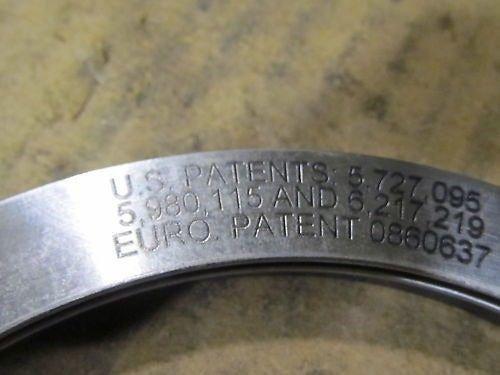 U.S. PATENTS: 5,727,095
5,980,115 AND 6,217,219
EURO. PATENT 0860637